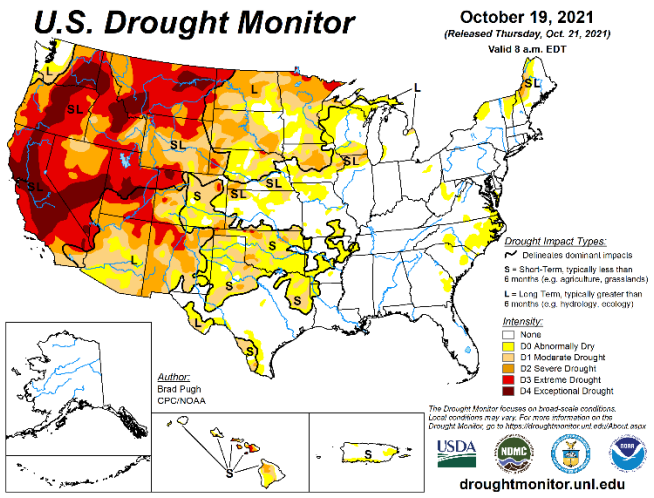 U.S. Drought Monitor
October 19, 2021
(Released Thursday, Oct. 21, 2021)
Valid 8 a.m. EDT
L
SL
L
L
SL
SL
SL
S
SL
SL
SL
S
L
S
S
L
S
Drought Impact Types:
Delineates dominant impacts
S = Short-Term, typically less than
6 months (e.g. agriculture, grasslands)
L = Long Term, typically greater than
6 months (e.g. hydrology, ecology)
Intensity:
None
D0 Abnormally Dry
D1 Moderate Drought
D2 Severe Drought
D3 Extreme Drought
D4 Exceptional Drought
Author:
Brad Pugh
CPC/NOAA
S
S
The Drought Monitor focuses on broad-scale conditions.
Local conditions may vary. For more information on the
Drought Monitor, go to https://droughtmonitor.unl.edu/About.aspx
USDA
NDMC
NOAA
droughtmonitor.unl.edu